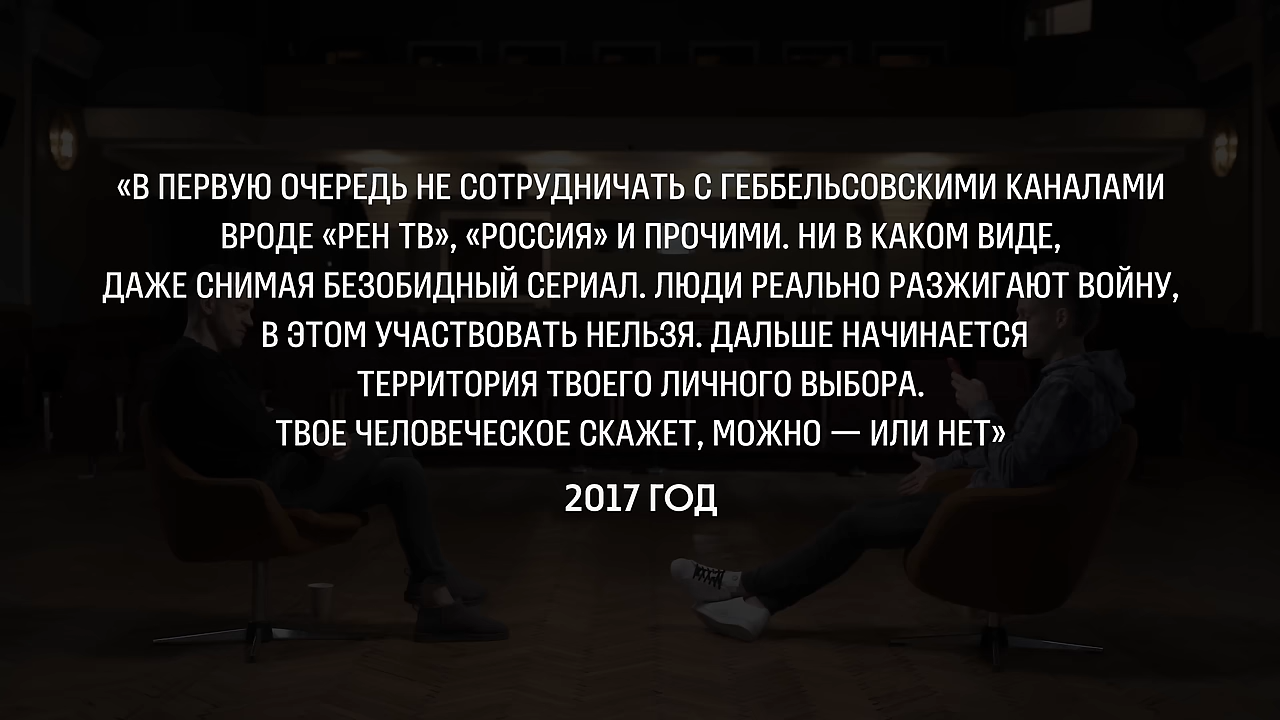 «В ПЕРВУЮ ОЧЕРЕДЬ НЕ СОТРУДНИЧАТЬ С ГЕББЕЛЬСОВСКИМИ КАНАЛАМИ
ВРОДЕ «РЕН ТВ», «РОССИЯ» И ПРОЧИМИ. НИ В КАКОМ ВИДЕ,
ДАЖЕ СНИМАЯ БЕЗОБИДНЫЙ СЕРИАЛ. ЛЮДИ РЕАЛЬНО РАЗЖИГАЮТ ВОЙНУ,
В ЭТОМ УЧАСТВОВАТЬ НЕЛЬЗЯ. ДАЛЬШЕ НАЧИНАЕТСЯ
ТЕРРИТОРИЯ ТВОЕГО ЛИЧНОГО ВЫБОРА.
ТВОЕ ЧЕЛОВЕЧЕСКОЕ СКАЖЕТ, МОЖНО — ИЛИ НЕТ»
2017 ГОД